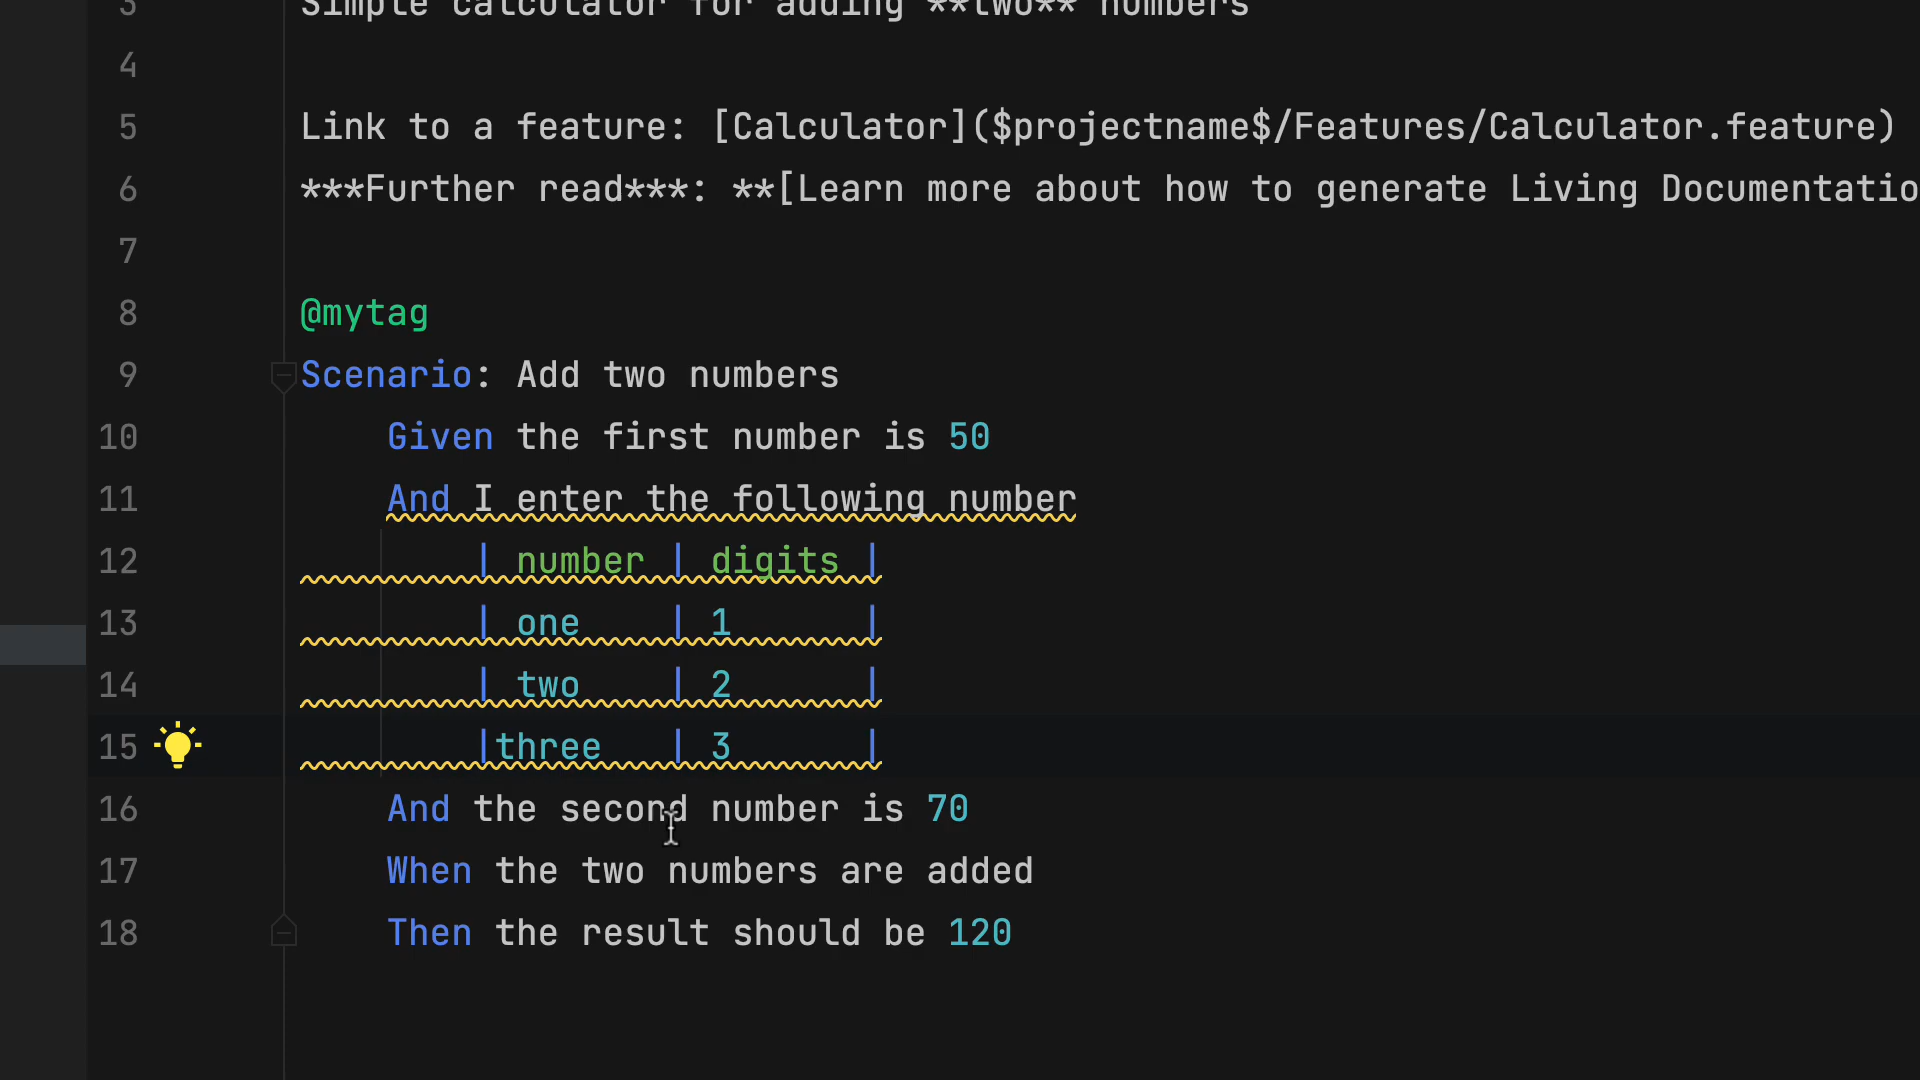 3 Simple calculator for adding **two** numbers
4
5 Link to a feature: [Calculator]($projectname$/Features/Calculator.feature)
6 ***Further read***: **[Learn more about how to generate Living Documentatio
7
8 @mytag
9 Scenario: Add two numbers
10 Given the first number is 50
11 And I enter the following number
12 | number | digits |
13 | one | 1 |
14 | two | 2 |
15 |three | 3 |
16 And the second number is 70
17 When the two numbers are added
18 Then the result should be 120